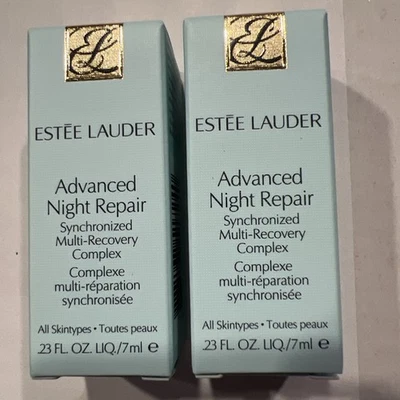 EL
ESTĒE LAUDER
Advanced
Night Repair
Synchronized
Multi-Recovery
Complex
Complexe
multi-réparation
synchronisée
All Skintypes • Toutes peaux
.23 FL. OZ. LIQ./7ml ℮
EL
ESTĒE LAUDER
Advanced
Night Repair
Synchronized
Multi-Recovery
Complex
Complexe
multi-réparation
synchronisée
All Skintypes • Toutes peaux
.23 FL. OZ. LIQ./7ml ℮